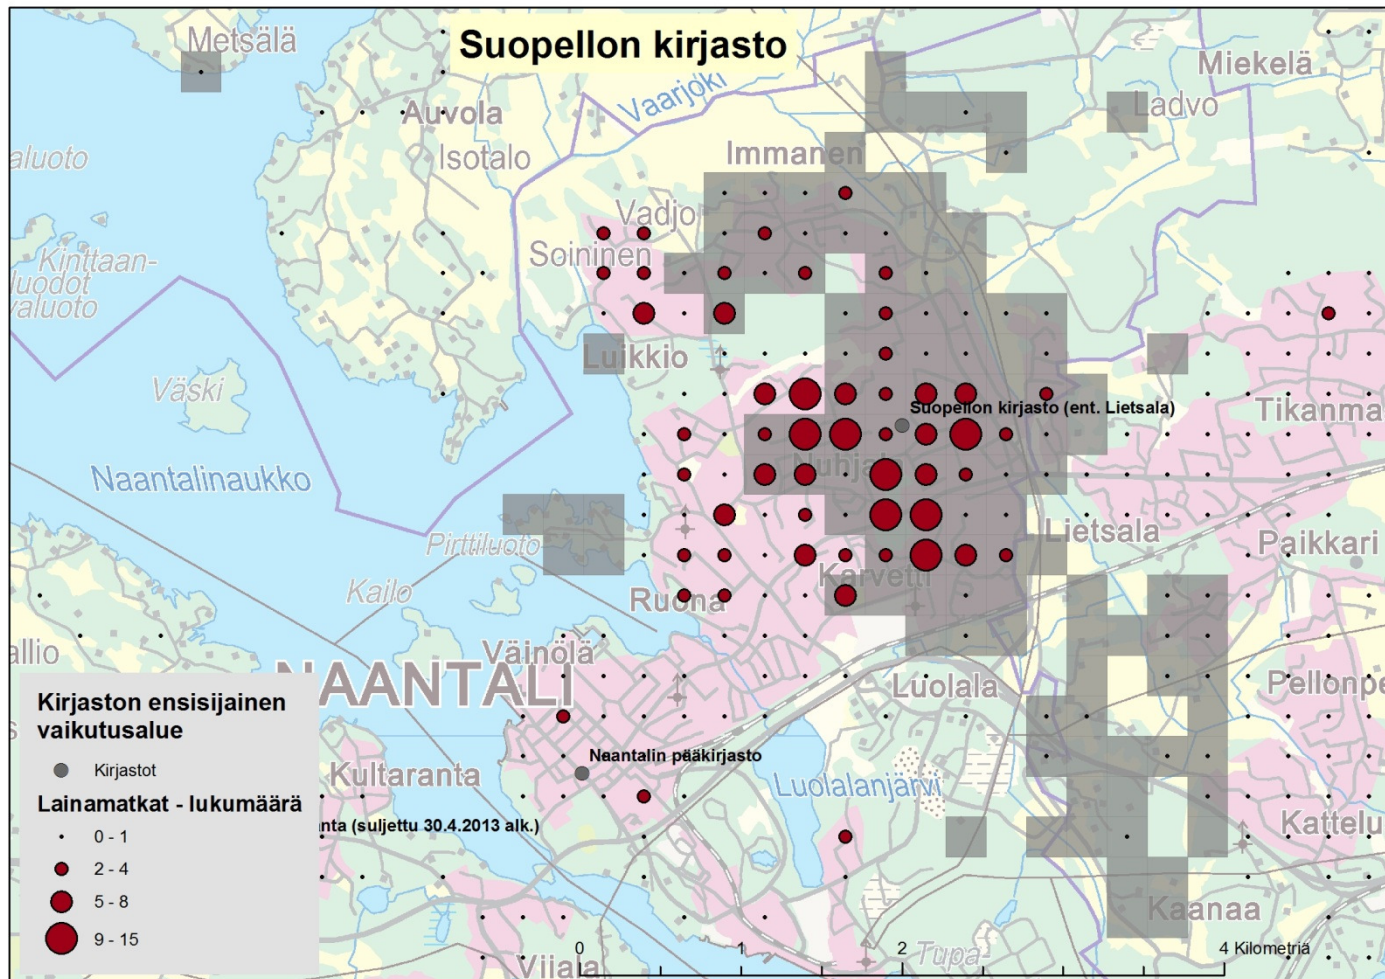 Suopellon kirjasto
Metsälä
Miekelä
Vaarjoki
Ladvo
Auvola
Isotalo
Immanen
aluoto
Vadjo
Soininen
Kinttaan-
luodot
valuoto
Luikkio
Väski
Suopellon kirjasto (ent. Lietsala)
Tikanma
Naantalinaukko
Nuhjala
Lietsala
Pirttiluoto
Paikkari
Kailo
Karvetti
Ruona
allio
Väinölä
NAANTALI
Luolala
Pellonpe
Naantalin pääkirjasto
Kultaranta
Luolalanjärvi
anta (suljettu 30.4.2013 alk.)
Kattelu
Kaanaa
Tupa-
Viiala
Kirjaston ensisijainen
vaikutusalue
Kirjastot
Lainamatkat - lukumäärä
0 - 1
2 - 4
5 - 8
9 - 15
0 1 2 4 Kilometriä